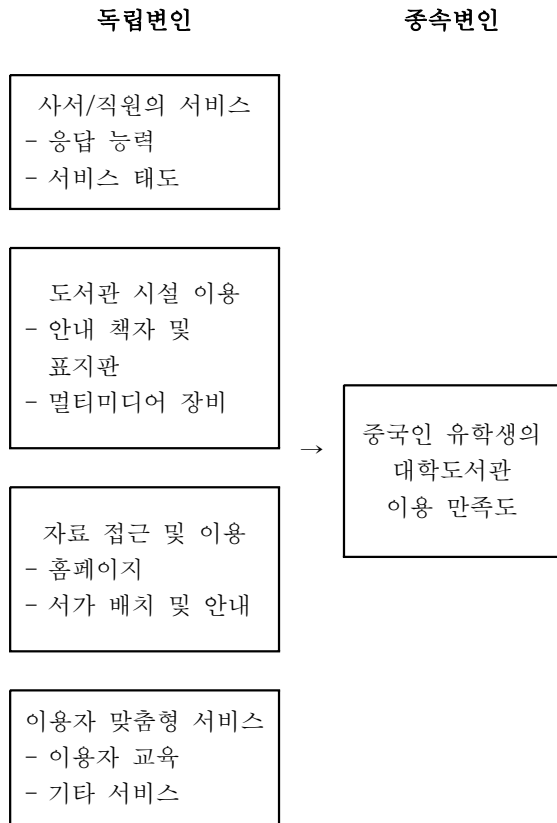 독립변인
종속변인
사서/직원의 서비스
- 응답 능력
- 서비스 태도
도서관 시설 이용
- 안내 책자 및
표지판
- 멀티미디어 장비
자료 접근 및 이용
- 홈페이지
- 서가 배치 및 안내
이용자 맞춤형 서비스
- 이용자 교육
- 기타 서비스
→
중국인 유학생의
대학도서관
이용 만족도